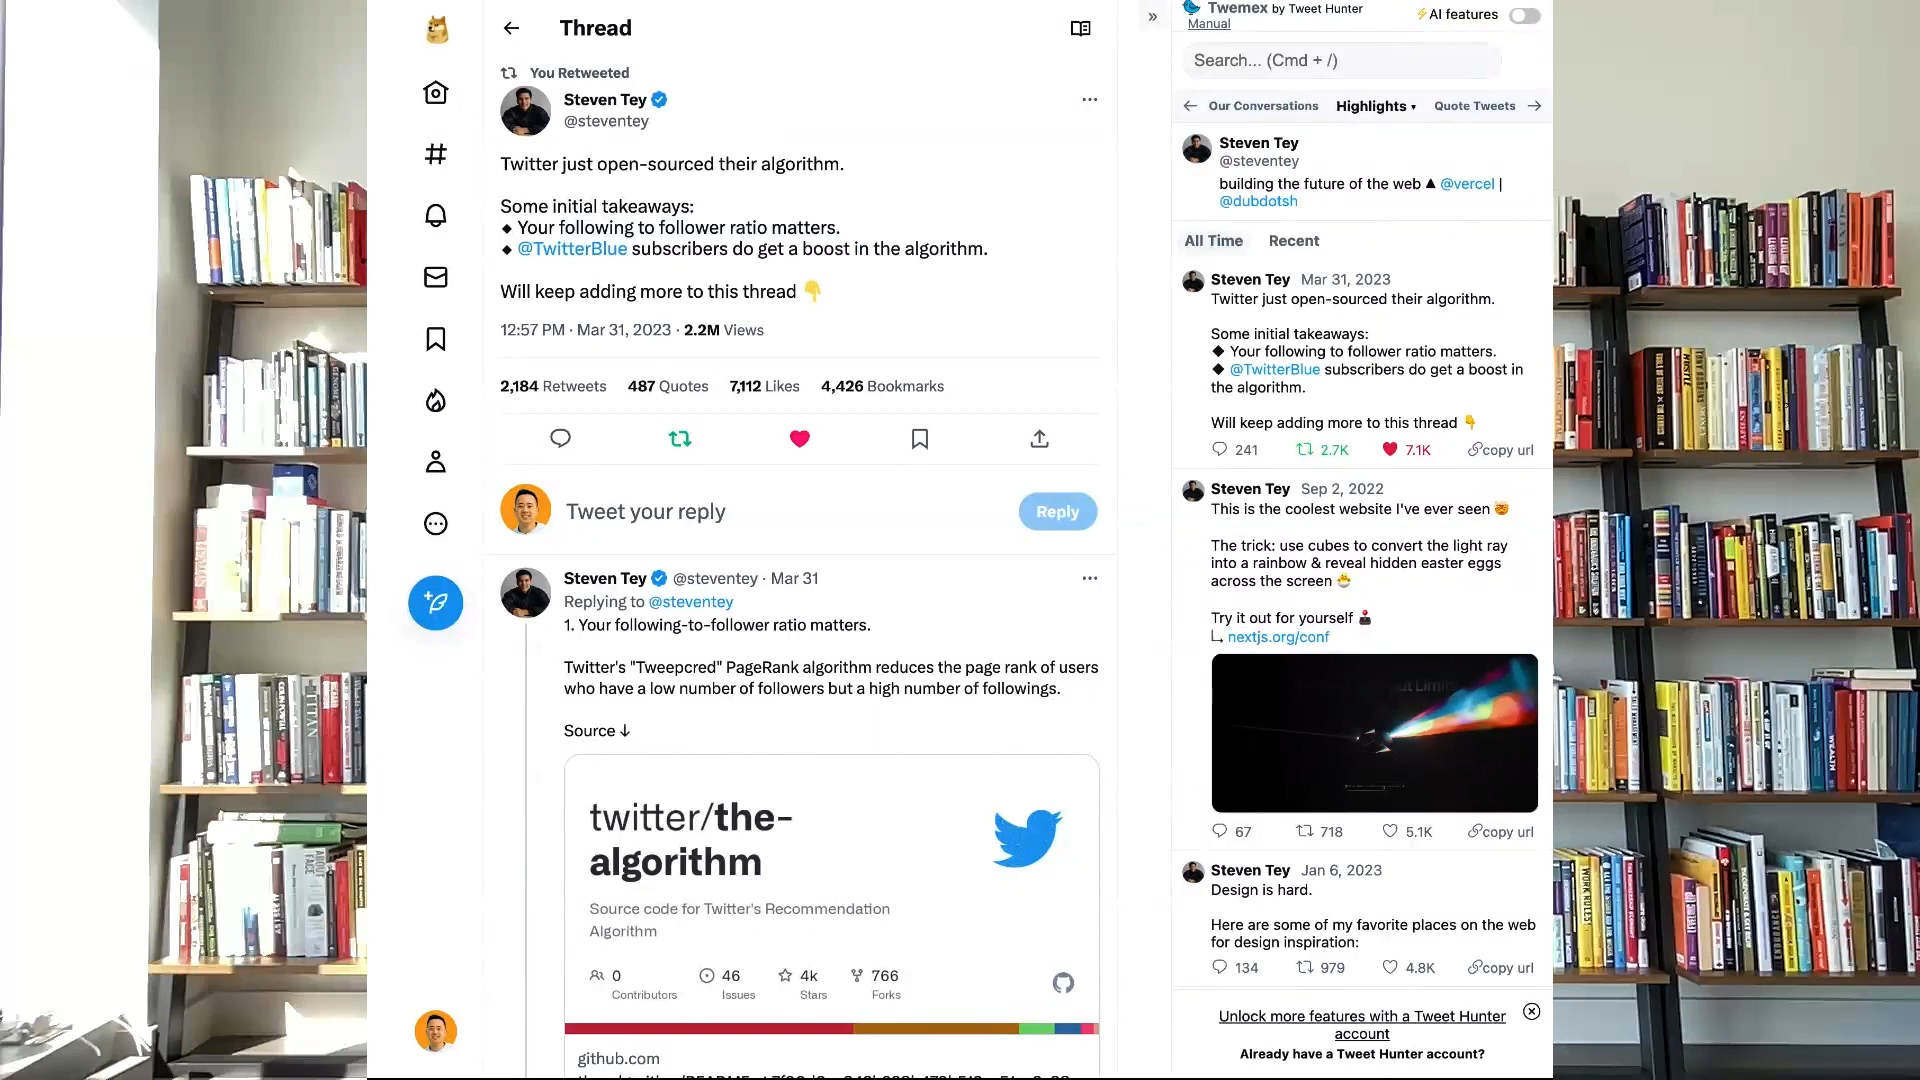 Thread
You Retweeted
Steven Tey
@steventey
Twitter just open-sourced their algorithm.
Some initial takeaways:
◆ Your following to follower ratio matters.
◆ @TwitterBlue subscribers do get a boost in the algorithm.
Will keep adding more to this thread 👇
12:57 PM · Mar 31, 2023 · 2.2M Views
2,184 Retweets 487 Quotes 7,112 Likes 4,426 Bookmarks
Tweet your reply
Reply
Steven Tey @steventey · Mar 31
Replying to @steventey
1. Your following-to-follower ratio matters.
Twitter's "Tweepcred" PageRank algorithm reduces the page rank of users
who have a low number of followers but a high number of followings.
Source ↓
twitter/the-
algorithm
Source code for Twitter's Recommendation
Algorithm
0 46 4k 766
Contributors Issues Stars Forks
github.com
» Twemex by Tweet Hunter
Manual
⚡AI features
Search... (Cmd + /)
← Our Conversations Highlights ▾ Quote Tweets →
Steven Tey
@steventey
building the future of the web ▲ @vercel |
@dubdotsh
All Time Recent
Steven Tey Mar 31, 2023
Twitter just open-sourced their algorithm.
Some initial takeaways:
◆ Your following to follower ratio matters.
◆ @TwitterBlue subscribers do get a boost in
the algorithm.
Will keep adding more to this thread 👇
241 2.7K 7.1K copy url
Steven Tey Sep 2, 2022
This is the coolest website I've ever seen 🤯
The trick: use cubes to convert the light ray
into a rainbow & reveal hidden easter eggs
across the screen 🐣
Try it out for yourself 🕹
↳ nextjs.org/conf
67 718 5.1K copy url
Steven Tey Jan 6, 2023
Design is hard.
Here are some of my favorite places on the web
for design inspiration:
134 979 4.8K copy url
Unlock more features with a Tweet Hunter
account
Already have a Tweet Hunter account?